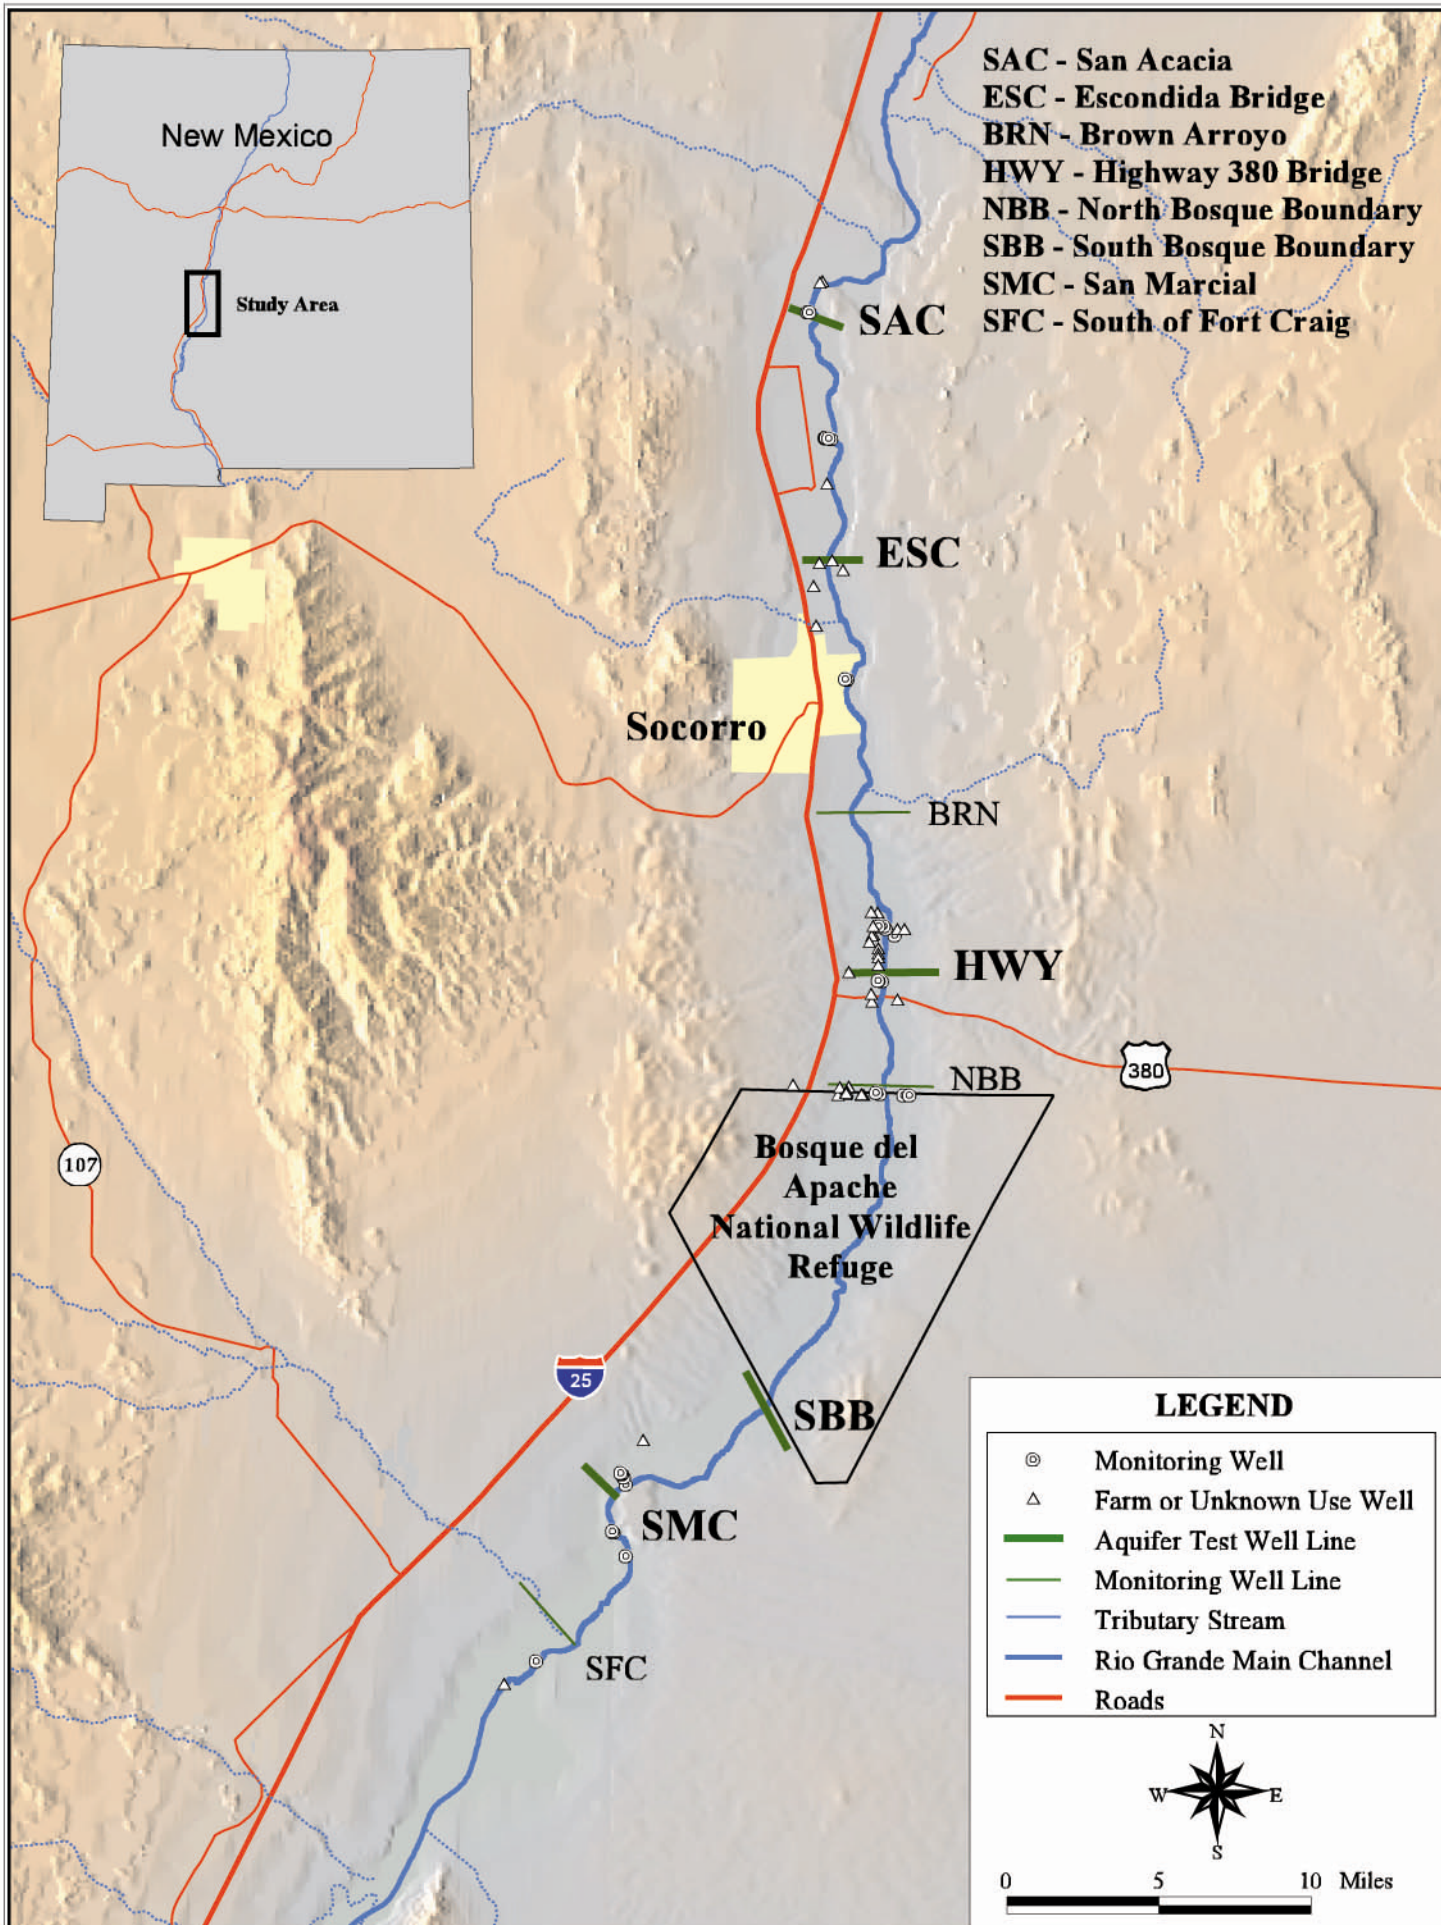 New Mexico
Study Area
SAC - San Acacia
ESC - Escondida Bridge
BRN - Brown Arroyo
HWY - Highway 380 Bridge
NBB - North Bosque Boundary
SBB - South Bosque Boundary
SMC - San Marcial
SFC - South of Fort Craig
SAC
ESC
Socorro
BRN
HWY
380
NBB
107
Bosque del
Apache
National Wildlife
Refuge
25
SBB
SMC
SFC
LEGEND
Monitoring Well
Farm or Unknown Use Well
Aquifer Test Well Line
Monitoring Well Line
Tributary Stream
Rio Grande Main Channel
Roads
N
W E
S
0 5 10 Miles